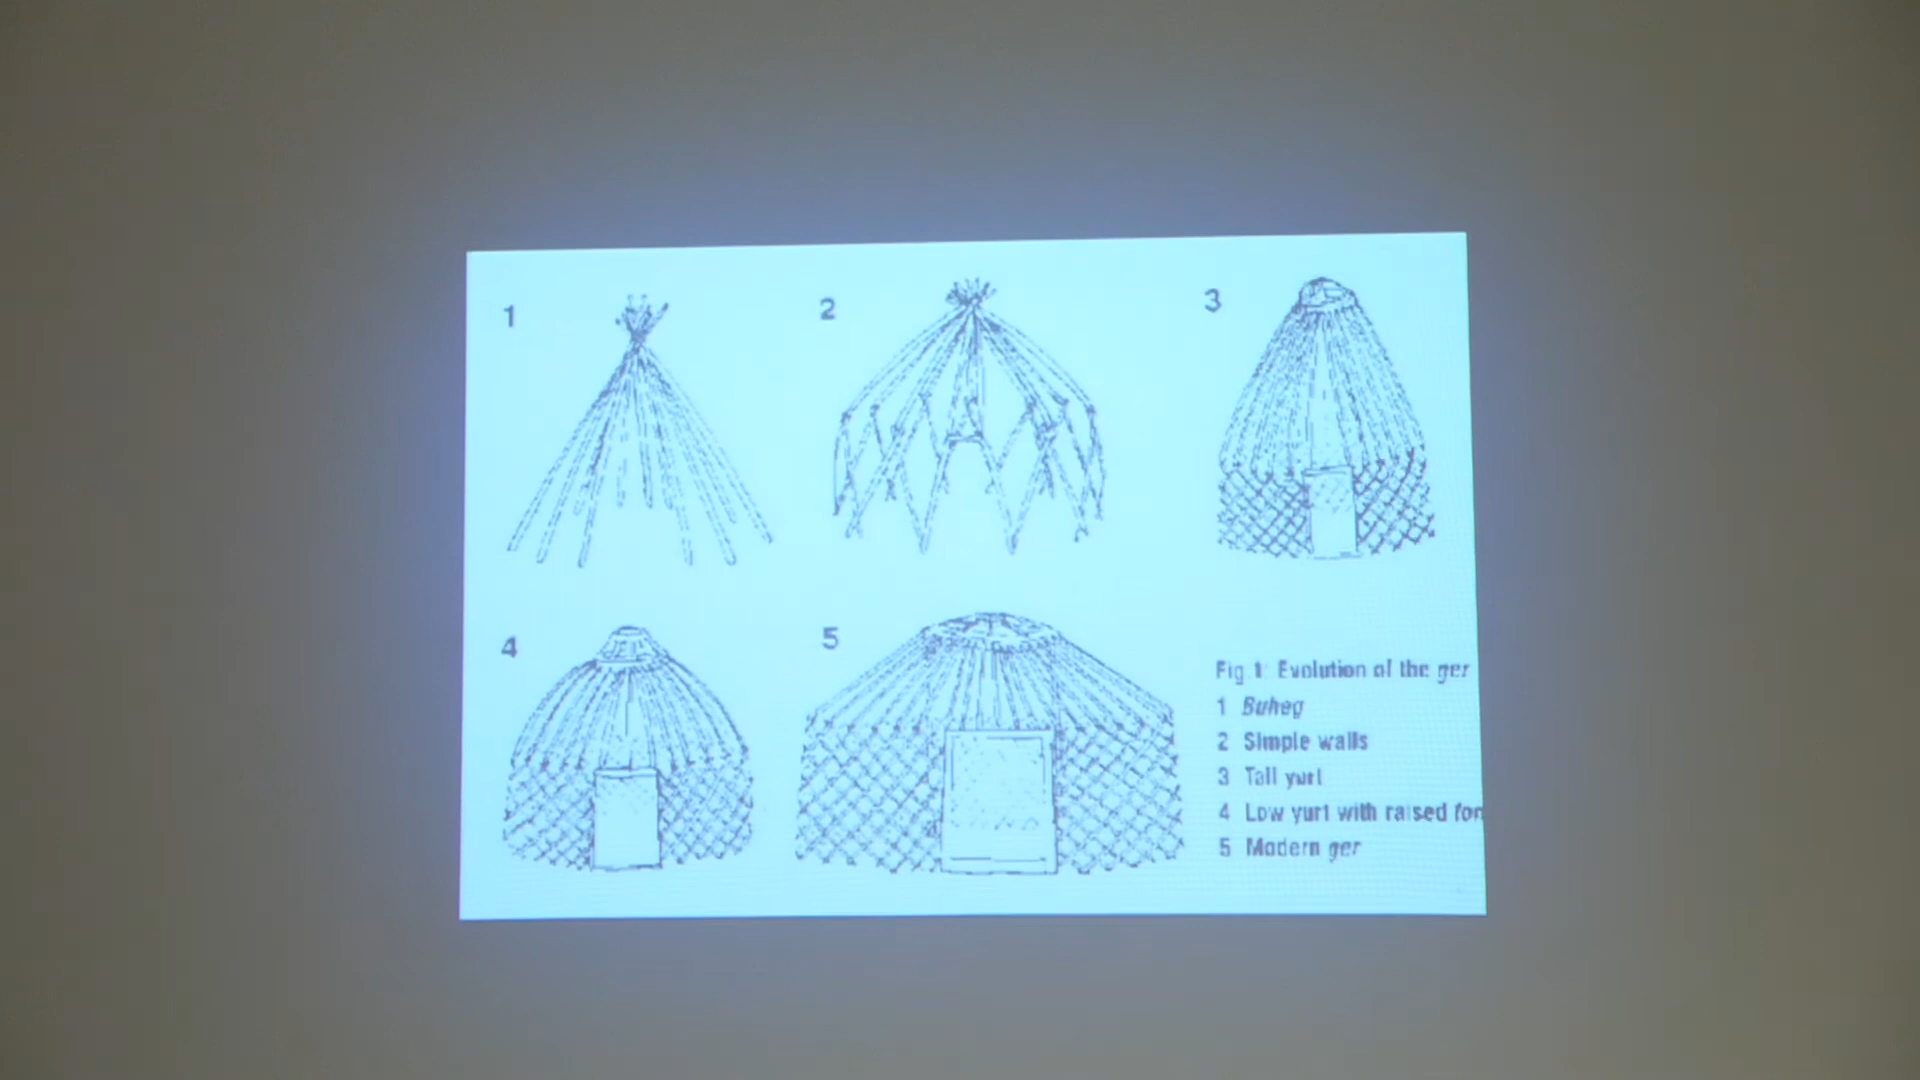 1
2
3
4
5
Fig 1: Evolution of the ger
1 Buheg
2 Simple walls
3 Tall yurt
4 Low yurt with raised for
5 Modern ger